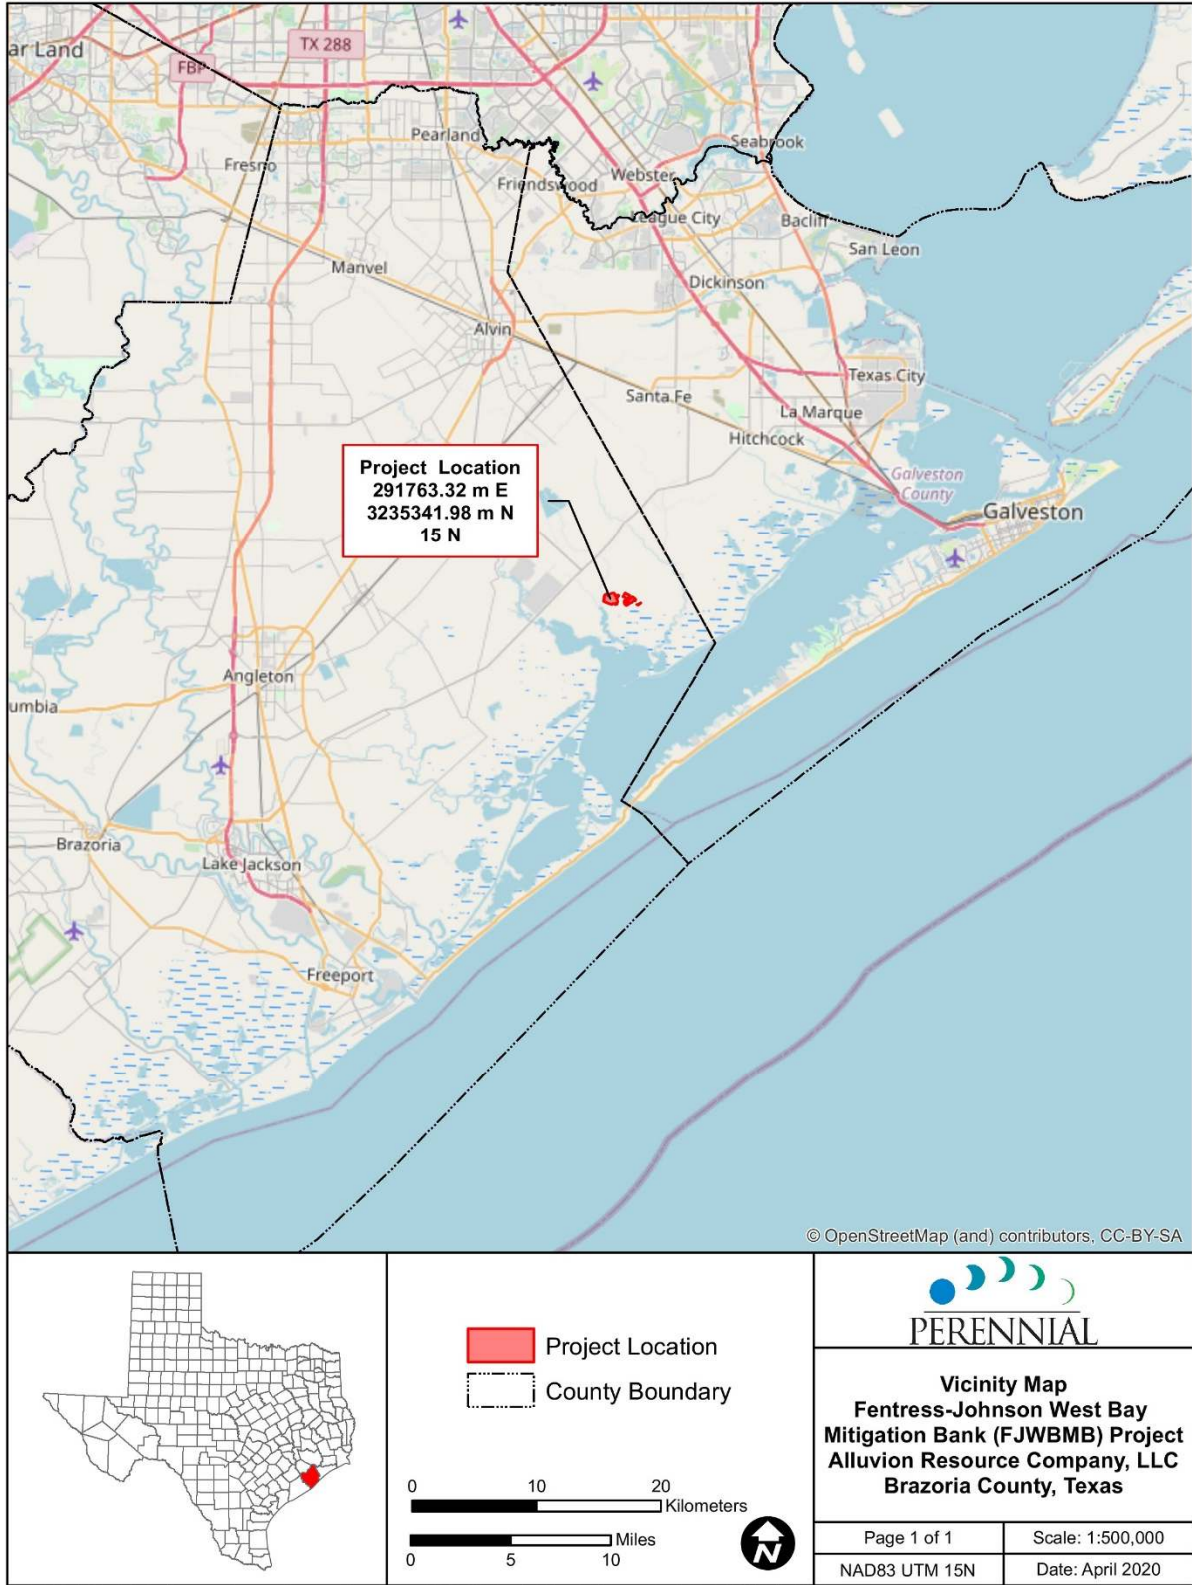 ar Land
TX 288
FBP
Pearland
Seabrook
Fresno
Webster
Friendswood
League City
Bacliff
San Leon
Manvel
Dickinson
Alvin
Texas City
Santa Fe
La Marque
Hitchcock
Project Location
291763.32 m E
3235341.98 m N
15 N
Galveston
County
Galveston
Angleton
umbia
Brazoria
Lake Jackson
Freeport
© OpenStreetMap (and) contributors, CC-BY-SA
Project Location
County Boundary
0 10 20
Kilometers
Miles
0 5 10
N
PERENNIAL
Vicinity Map
Fentress-Johnson West Bay
Mitigation Bank (FJWBMB) Project
Alluvion Resource Company, LLC
Brazoria County, Texas
Page 1 of 1
Scale: 1:500,000
NAD83 UTM 15N
Date: April 2020